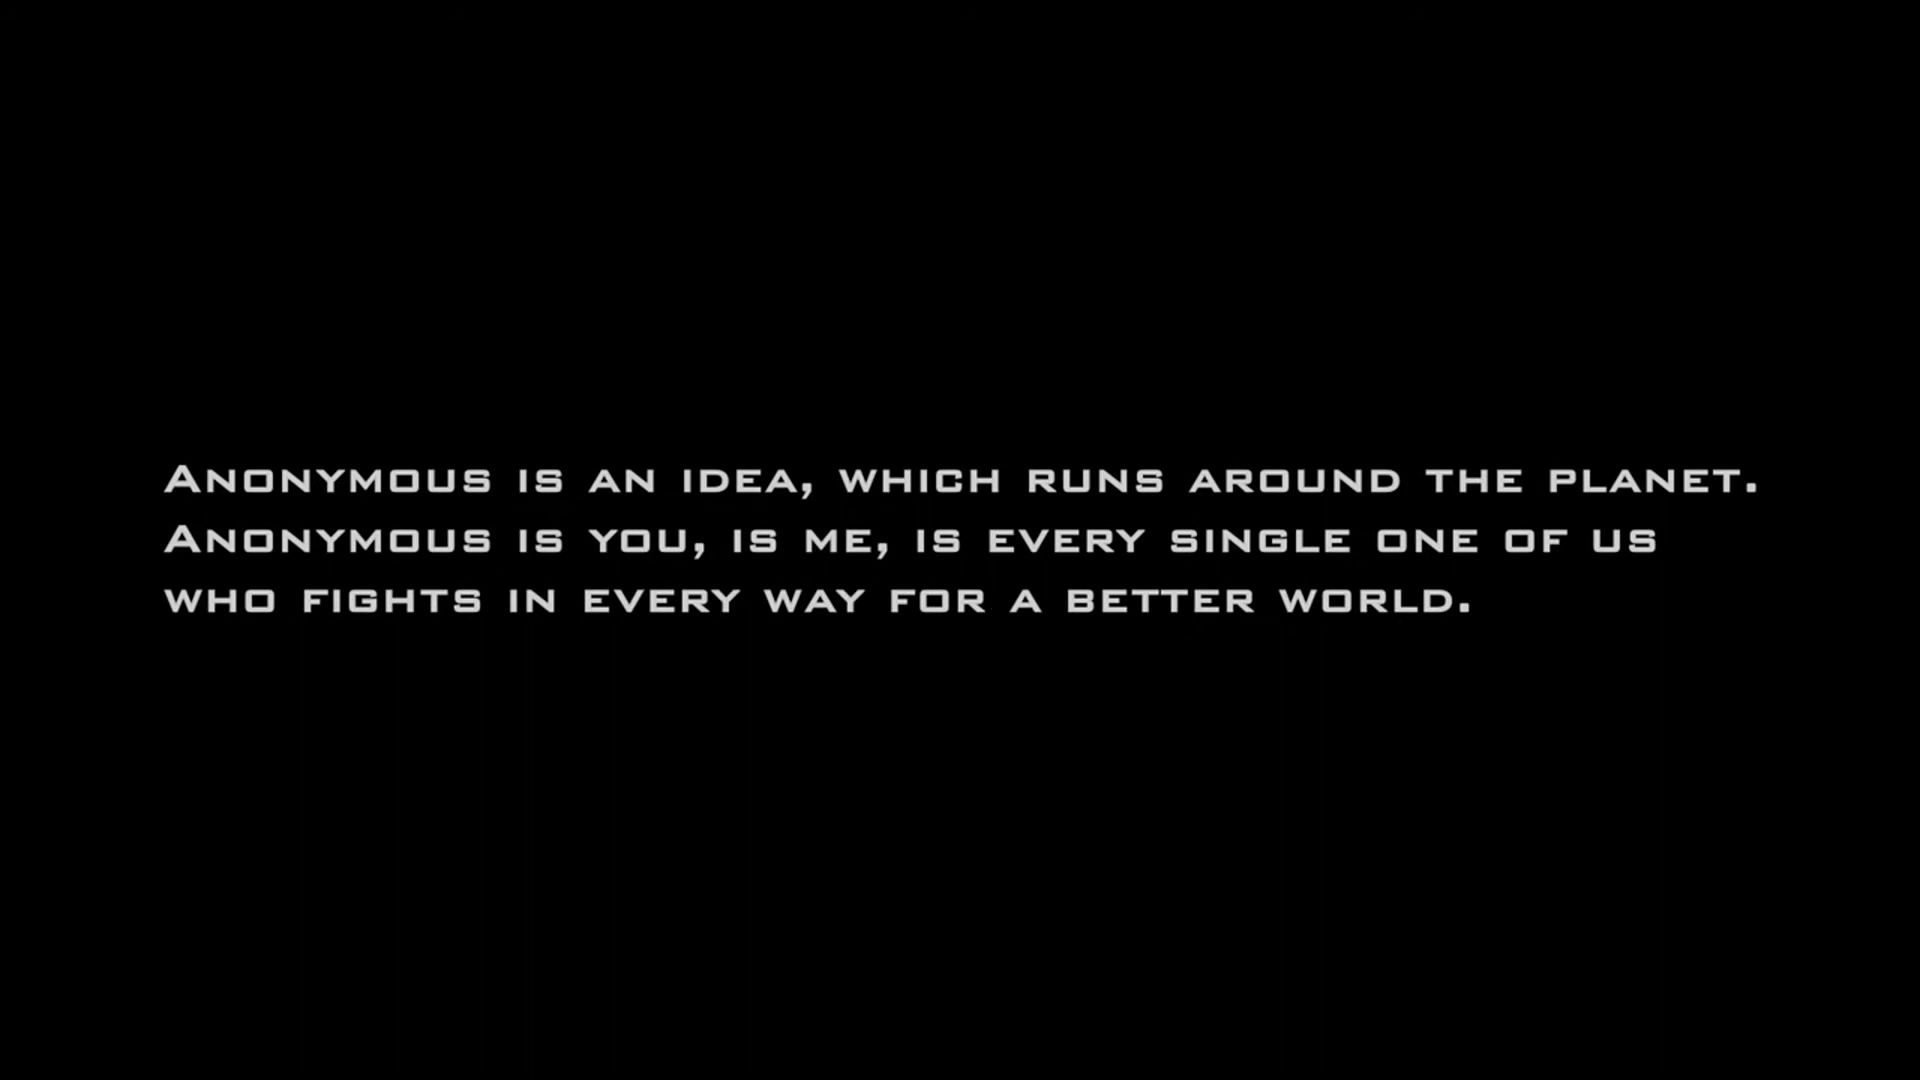 Anonymous is an idea, which runs around the planet.
Anonymous is you, is me, is every single one of us
who fights in every way for a better world.